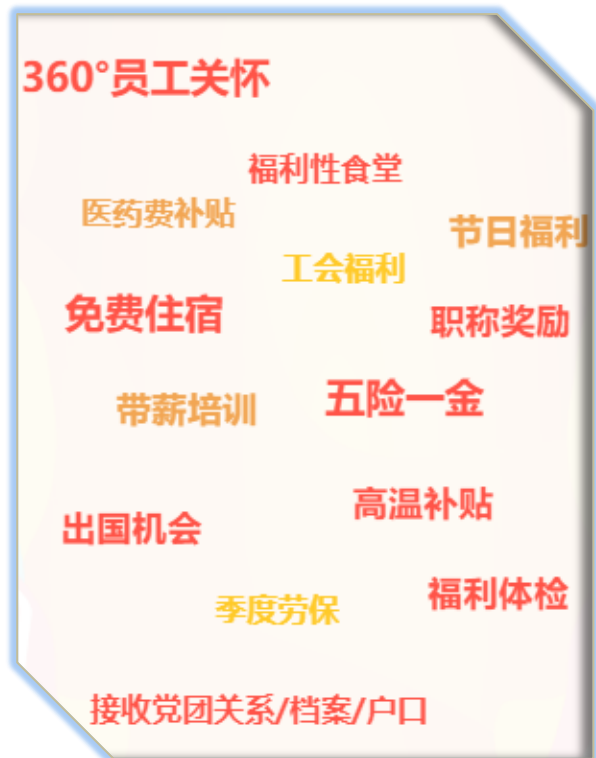 360°员工关怀
福利性食堂
医药费补贴
节日福利
工会福利
免费住宿
职称奖励
五险一金
带薪培训
高温补贴
出国机会
福利体检
季度劳保
接收党团关系/档案/户口